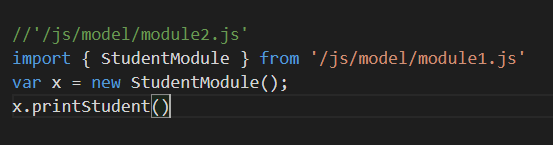 //'/js/model/module2.js'
import { StudentModule } from '/js/model/module1.js'
var x = new StudentModule();
x.printStudent()